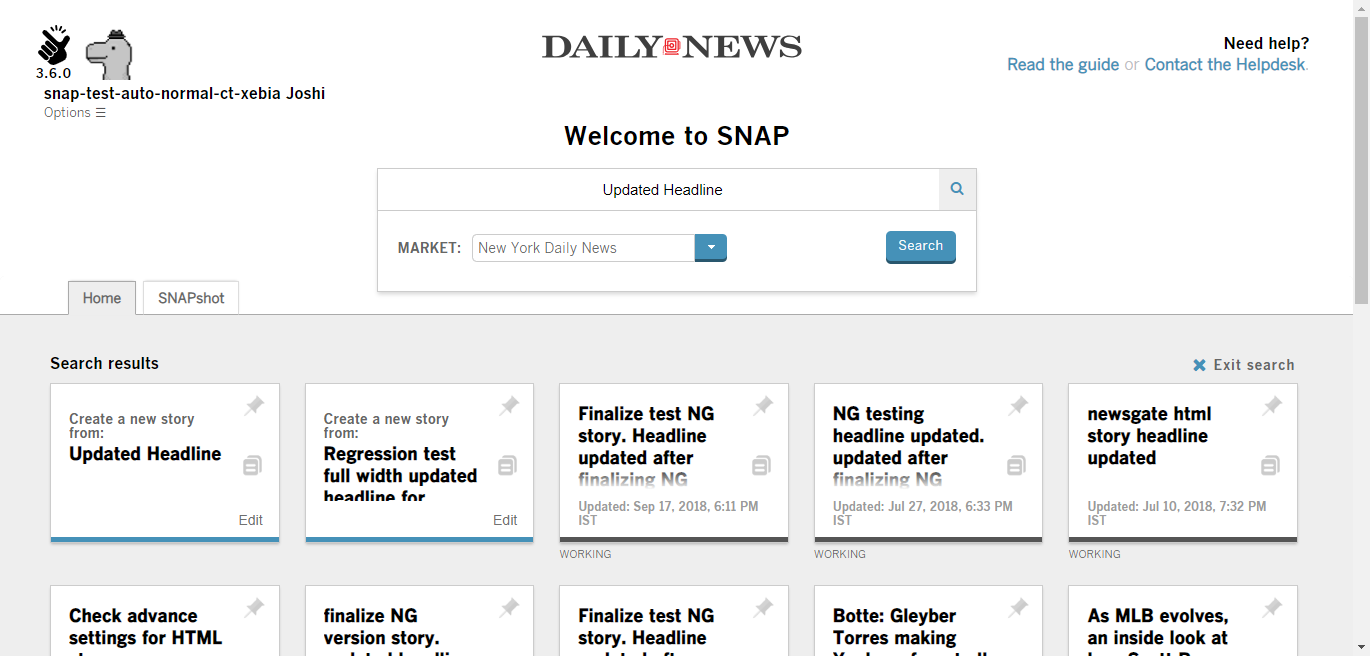 3.6.0
snap-test-auto-normal-ct-xebia Joshi
Options ☰
DAILY NEWS
Need help?
Read the guide or Contact the Helpdesk.
Welcome to SNAP
Updated Headline
MARKET: New York Daily News
Search
Home
SNAPshot
Search results
Exit search
Create a new story
from:
Updated Headline
Edit
Create a new story
from:
Regression test
full width updated
headline for
Edit
Finalize test NG
story. Headline
updated after
finalizing NG
Updated: Sep 17, 2018, 6:11 PM
IST
WORKING
NG testing
headline updated.
updated after
finalizing NG
Updated: Jul 27, 2018, 6:33 PM
IST
WORKING
newsgate html
story headline
updated
Updated: Jul 10, 2018, 7:32 PM
IST
WORKING
Check advance
settings for HTML
finalize NG
version story.
Finalize test NG
story. Headline
Botte: Gleyber
Torres making
As MLB evolves,
an inside look at